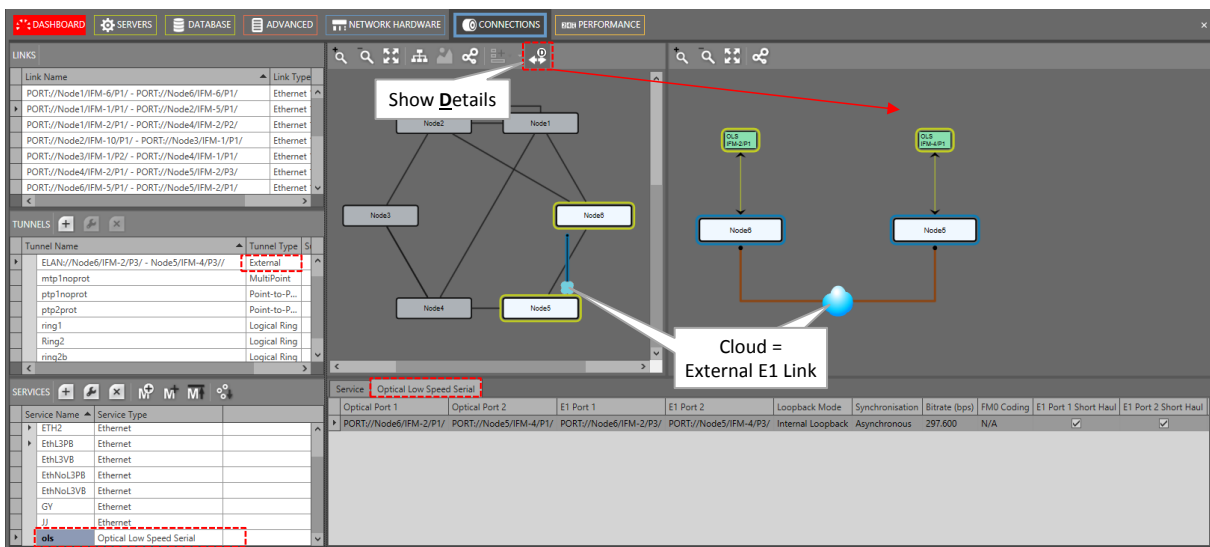 DASHBOARD SERVERS DATABASE ADVANCED NETWORK HARDWARE CONNECTIONS PERFORMANCE
LINKS
Link Name Link Type
PORT://Node1/IFM-6/P1/ - PORT://Node6/IFM-6/P1/ Ethernet
PORT://Node1/IFM-1/P1/ - PORT://Node2/IFM-5/P1/ Ethernet
PORT://Node1/IFM-2/P1/ - PORT://Node4/IFM-2/P2/ Ethernet
PORT://Node2/IFM-10/P1/ - PORT://Node3/IFM-1/P1/ Ethernet
PORT://Node3/IFM-1/P2/ - PORT://Node4/IFM-1/P1/ Ethernet
PORT://Node4/IFM-2/P1/ - PORT://Node5/IFM-2/P3/ Ethernet
PORT://Node6/IFM-5/P1/ - PORT://Node5/IFM-2/P1/ Ethernet
TUNNELS
Tunnel Name Tunnel Type
ELAN://Node6/IFM-2/P3/ - Node5/IFM-4/P3// External
mtp1noprot MultiPoint
ptp1noprot Point-to-P...
ptp2prot Point-to-P...
ring1 Logical Ring
Ring2 Logical Ring
ring2b Logical Ring
SERVICES
Service Name Service Type
ETH2 Ethernet
EthL3PB Ethernet
EthL3VB Ethernet
EthNoL3PB Ethernet
EthNoL3VB Ethernet
GY Ethernet
JJ Ethernet
ols Optical Low Speed Serial
Show Details
Node2
Node1
Node3
Node6
Node4
Node5
OLS
IFM-2/P1
OLS
IFM-4/P1
Node6
Node5
Cloud =
External E1 Link
Service Optical Low Speed Serial
Optical Port 1 Optical Port 2 E1 Port 1 E1 Port 2 Loopback Mode Synchronisation Bitrate (bps) FM0 Coding E1 Port 1 Short Haul E1 Port 2 Short Haul
PORT://Node6/IFM-2/P1/ PORT://Node5/IFM-4/P1/ PORT://Node6/IFM-2/P3/ PORT://Node5/IFM-4/P3/ Internal Loopback Asynchronous 297.600 N/A